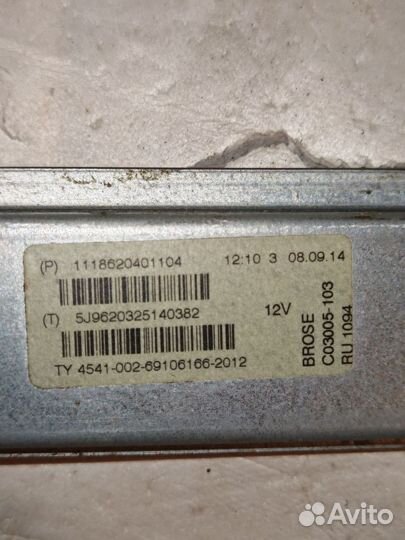 (P) 1118620401104 12:10 3 08.09.14
(T) 5J9620325140382 12V
TY 4541-002-69106166-2012
BROSE
C03005-103
RU 1094
Avito